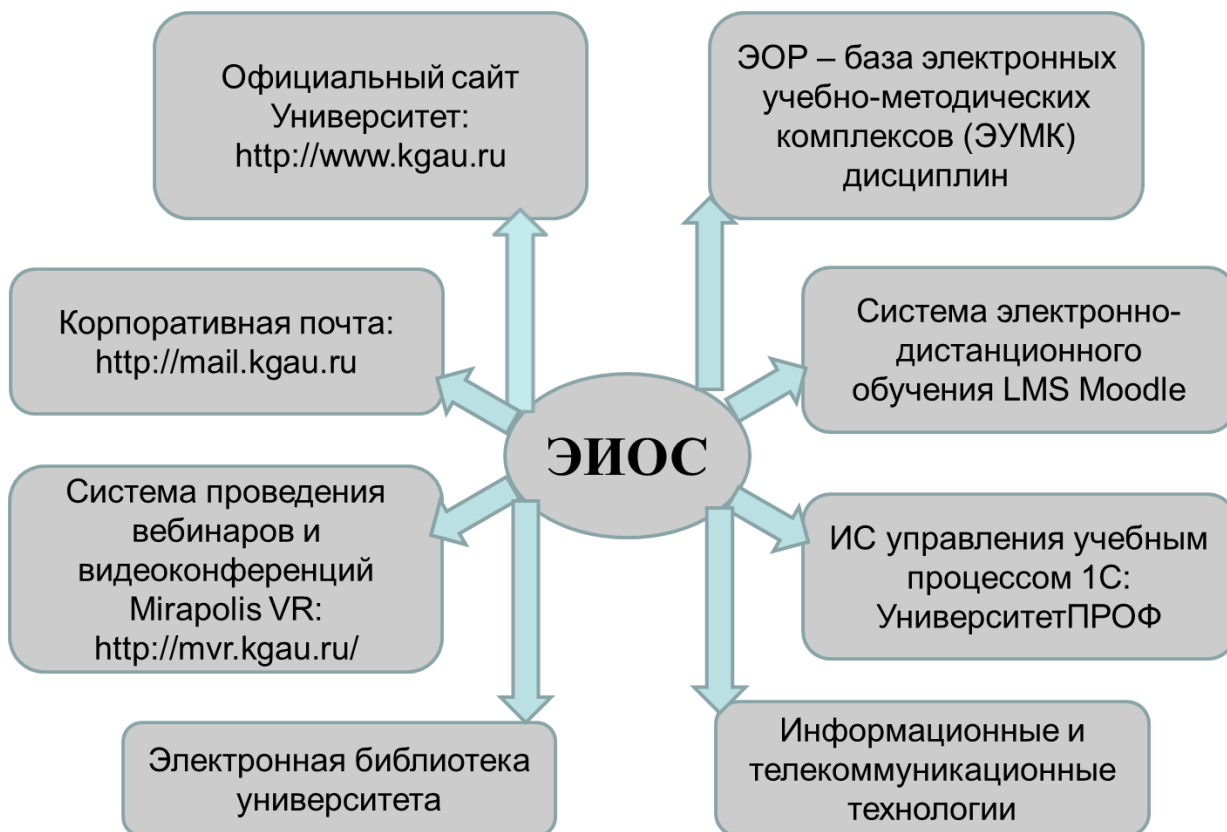 Официальный сайт
Университет:
http://www.kgau.ru
ЭОР – база электронных
учебно-методических
комплексов (ЭУМК)
дисциплин
Корпоративная почта:
http://mail.kgau.ru
Система электронно-
дистанционного
обучения LMS Moodle
ЭИОС
Система проведения
вебинаров и
видеоконференций
Mirapolis VR:
http://mvr.kgau.ru/
ИС управления учебным
процессом 1С:
УниверситетПРОФ
Электронная библиотека
университета
Информационные и
телекоммуникационные
технологии